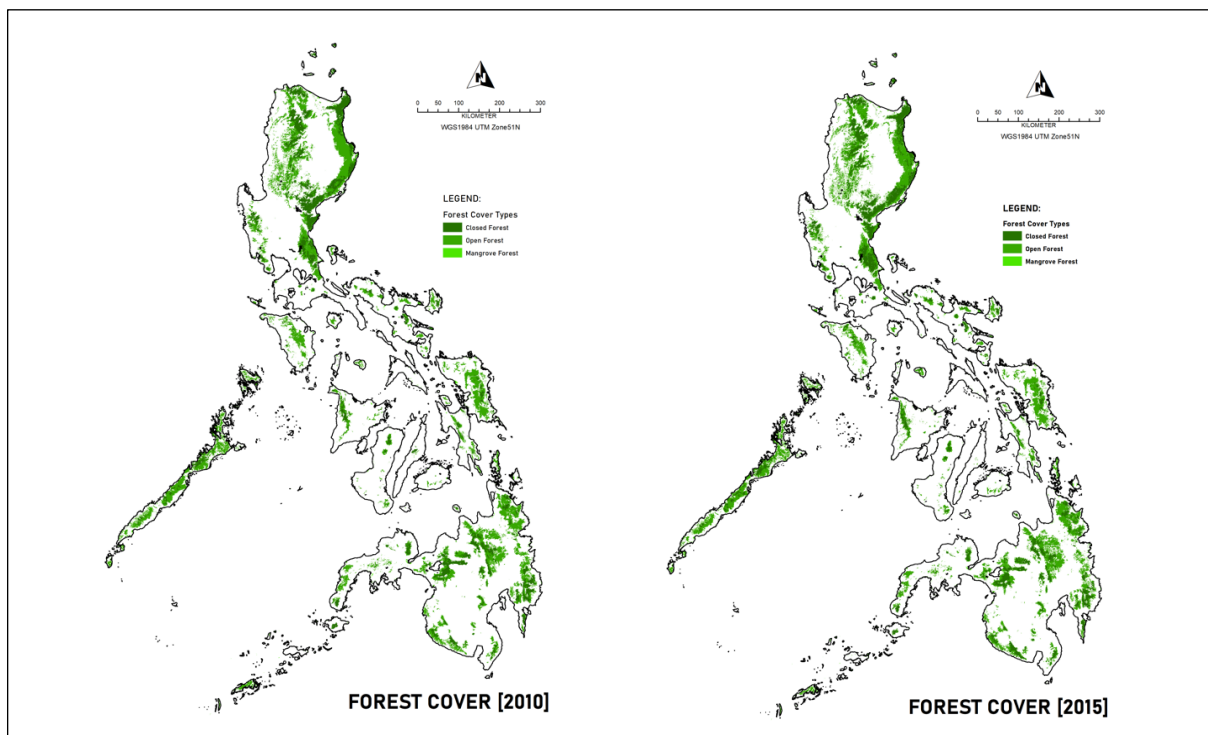 N
0 50 100 200 300
KILOMETER
WGS1984 UTM Zone51N
LEGEND:
Forest Cover Types
Closed Forest
Open Forest
Mangrove Forest
FOREST COVER [2010]
N
0 50 100 200 300
KILOMETER
WGS1984 UTM Zone51N
LEGEND:
Forest Cover Types
Closed Forest
Open Forest
Mangrove Forest
FOREST COVER [2015]